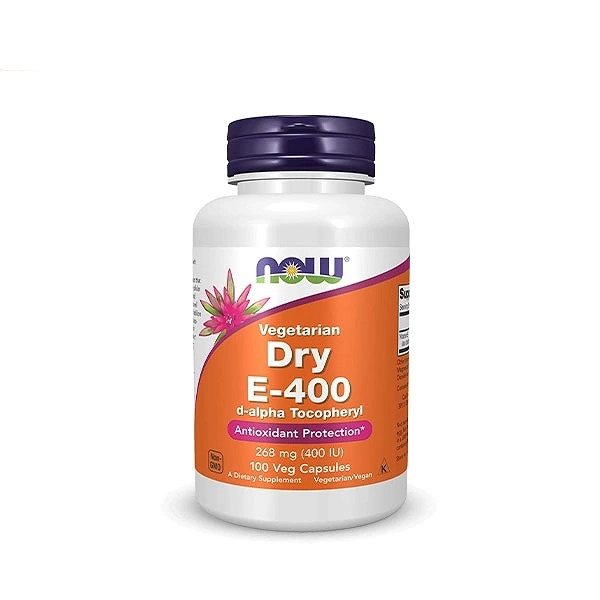 NOW®
Vegetarian
Dry
E-400
d-alpha Tocopheryl
Antioxidant Protection*
268 mg (400 IU)
100 Veg Capsules
A Dietary Supplement Vegetarian/Vegan
Non-
GMO
K